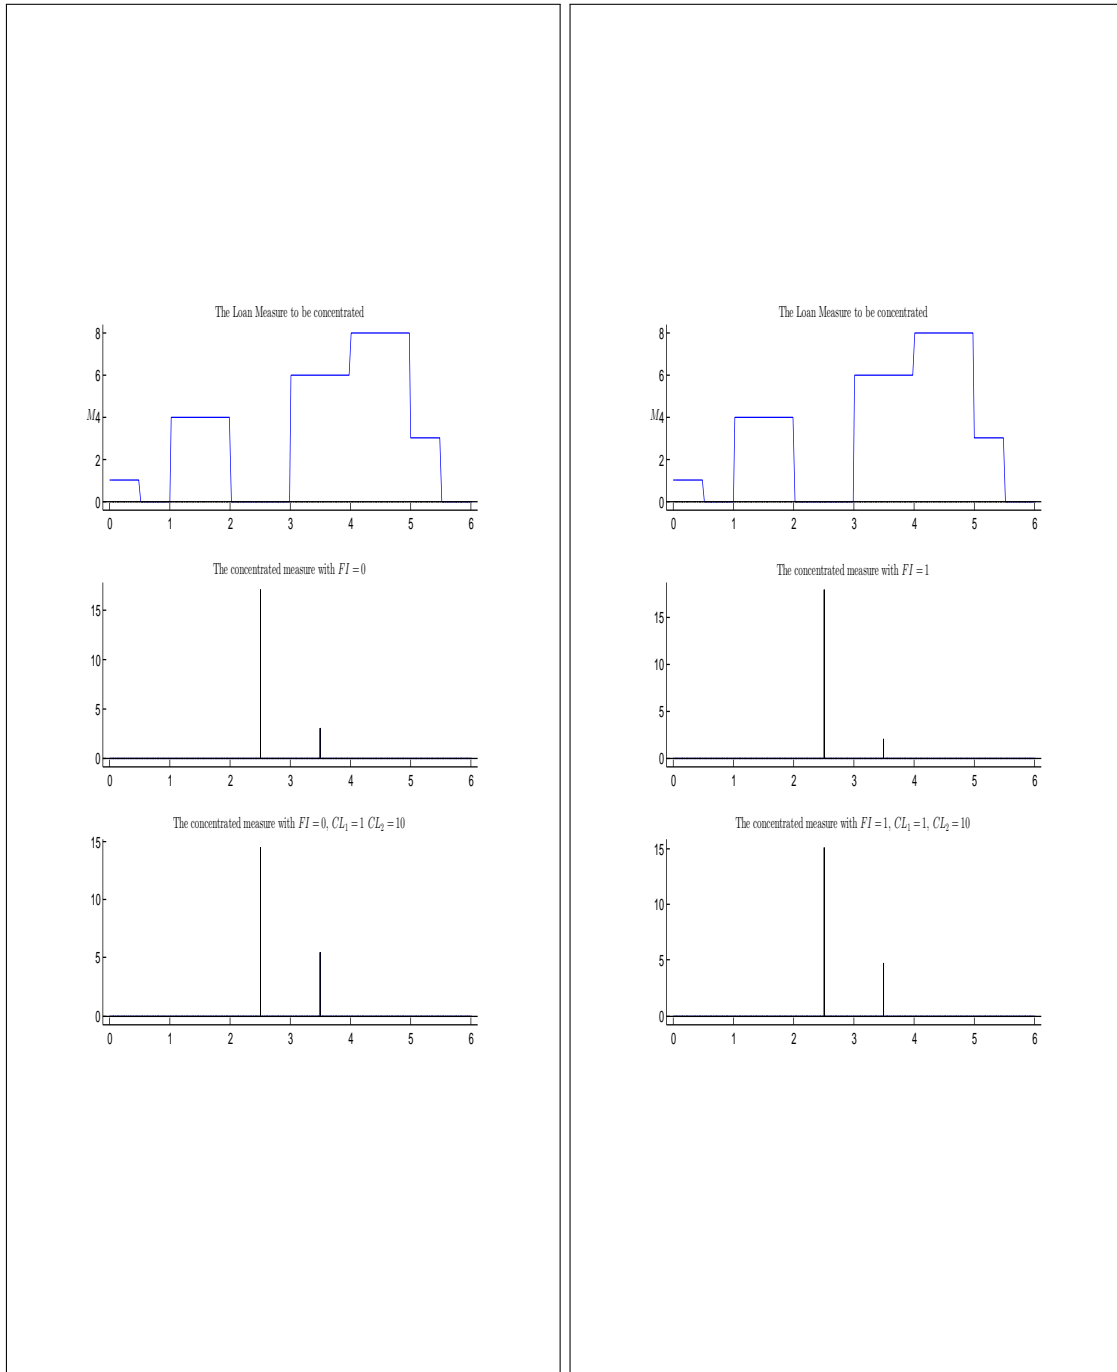 The Loan Measure to be concentrated
8
6
M4
2
0
0 1 2 3 4 5 6
The concentrated measure with FI = 0
15
10
5
0
0 1 2 3 4 5 6
The concentrated measure with FI = 0, CL₁ = 1 CL₂ = 10
15
10
5
0
0 1 2 3 4 5 6
The Loan Measure to be concentrated
8
6
M4
2
0
0 1 2 3 4 5 6
The concentrated measure with FI = 1
15
10
5
0
0 1 2 3 4 5 6
The concentrated measure with FI = 1, CL₁ = 1, CL₂ = 10
15
10
5
0
0 1 2 3 4 5 6